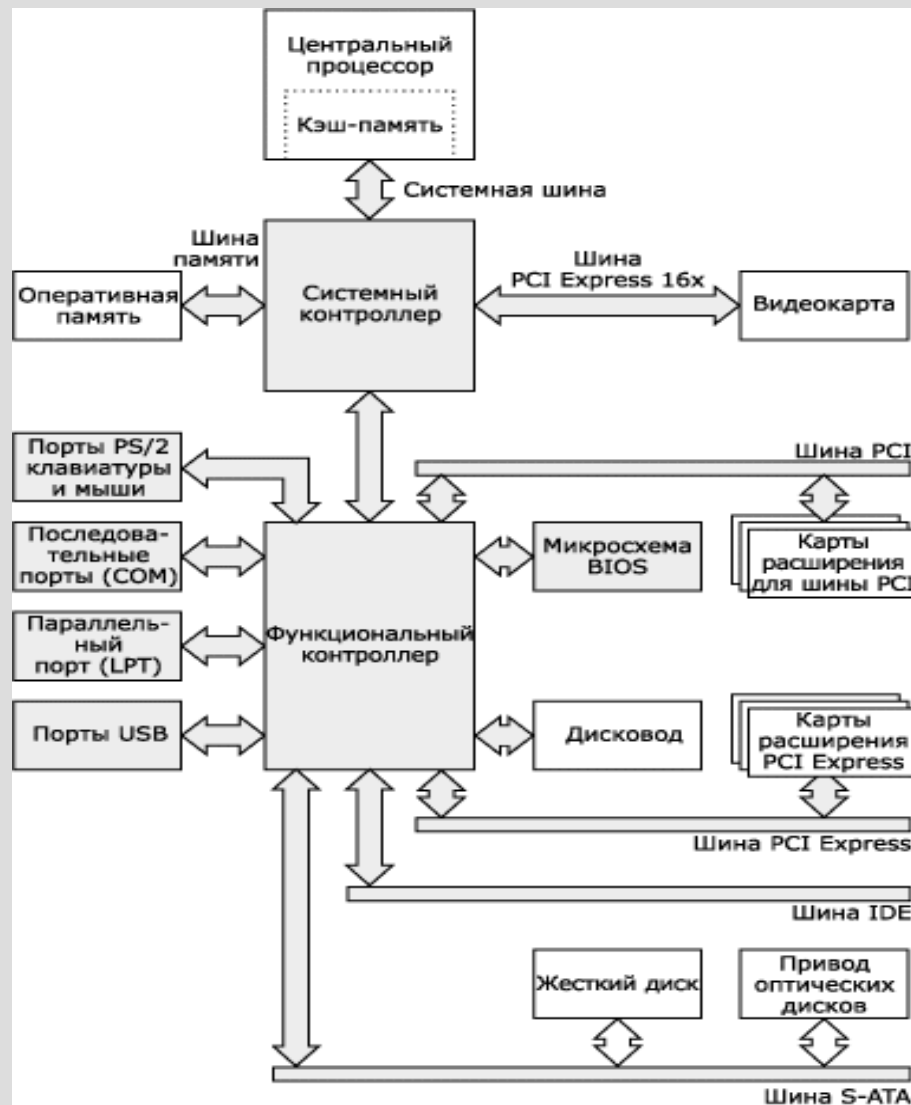 Центральный
процессор
Кэш-память
Системная шина
Шина
памяти
Шина
PCI Express 16x
Оперативная
память
Системный
контроллер
Видеокарта
Порты PS/2
клавиатуры
и мыши
Шина PCI
Последова-
тельные
порты (COM)
Микросхема
BIOS
Карты
расширения
для шины PCI
Параллель-
ный
порт (LPT)
Функциональный
контроллер
Порты USB
Дисковод
Карты
расширения
PCI Express
Шина PCI Express
Шина IDE
Жесткий диск
Привод
оптических
дисков
Шина S-ATA